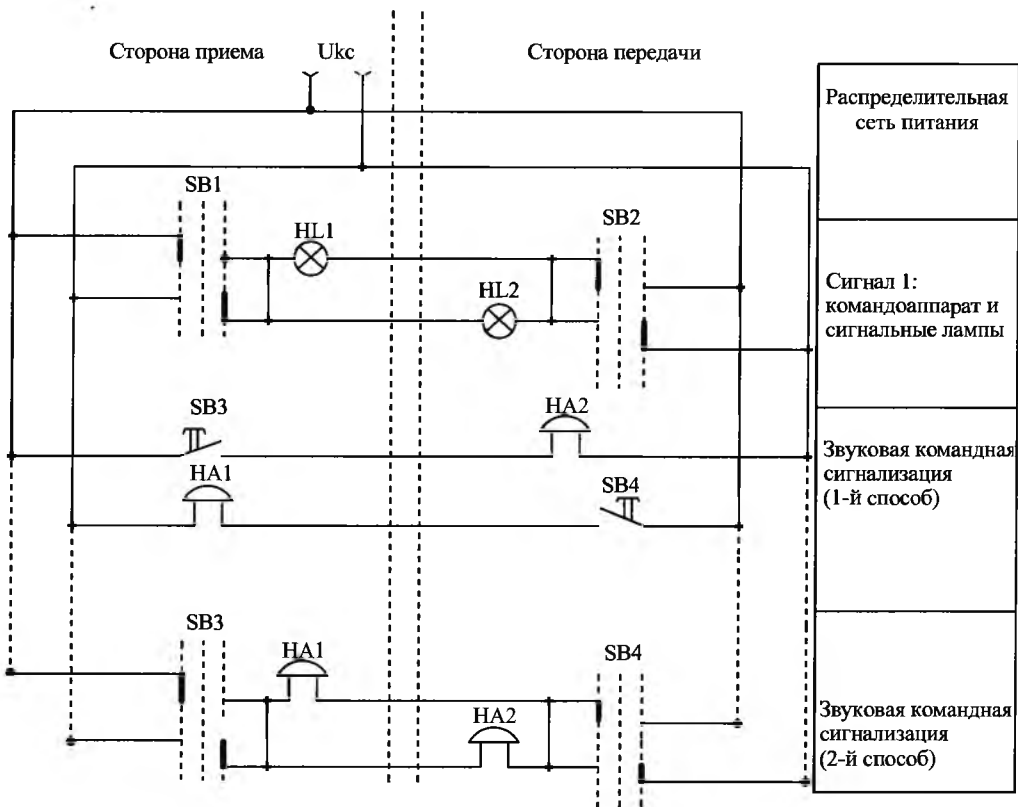 Сторона приема
Ukc
Сторона передачи
Распределительная
сеть питания
SB1
SB2
HL1
HL2
Сигнал 1:
командоаппарат и
сигнальные лампы
SB3
HA2
HA1
SB4
Звуковая командная
сигнализация
(1-й способ)
SB3
HA1
SB4
HA2
Звуковая командная
сигнализация
(2-й способ)